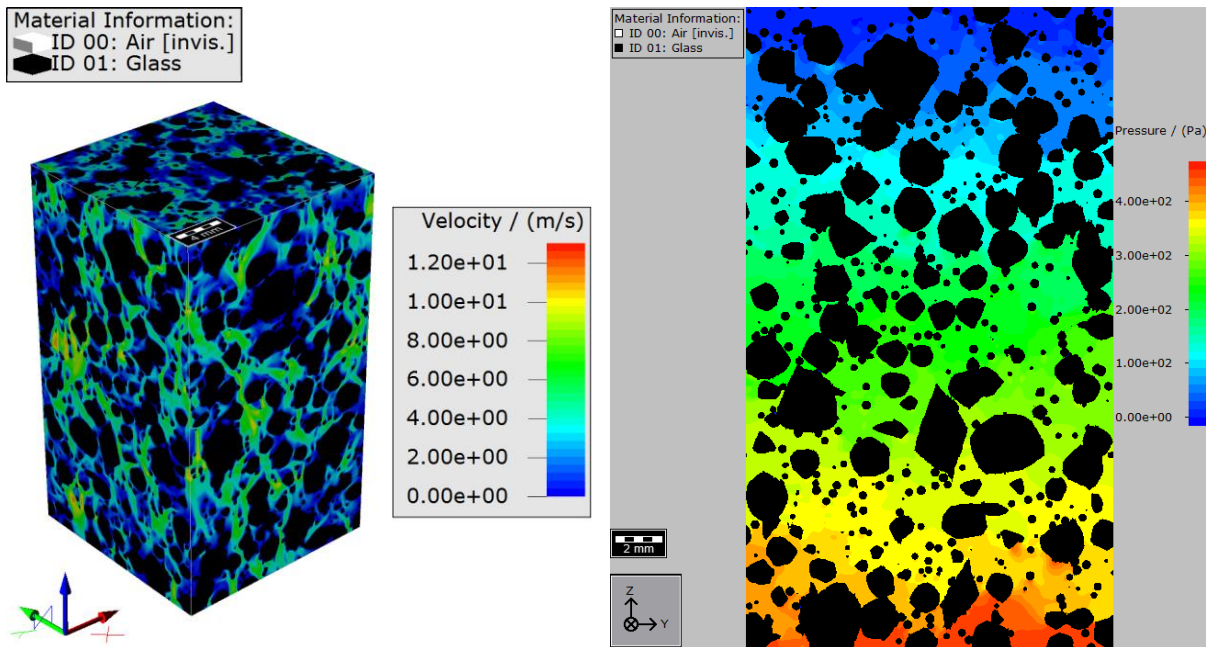 Material Information:
ID 00: Air [invis.]
ID 01: Glass
4 mm
Velocity / (m/s)
1.20e+01
1.00e+01
8.00e+00
6.00e+00
4.00e+00
2.00e+00
0.00e+00
X
Material Information:
ID 00: Air [invis.]
ID 01: Glass
Pressure / (Pa)
4.00e+02
3.00e+02
2.00e+02
1.00e+02
0.00e+00
2 mm
Z
Y